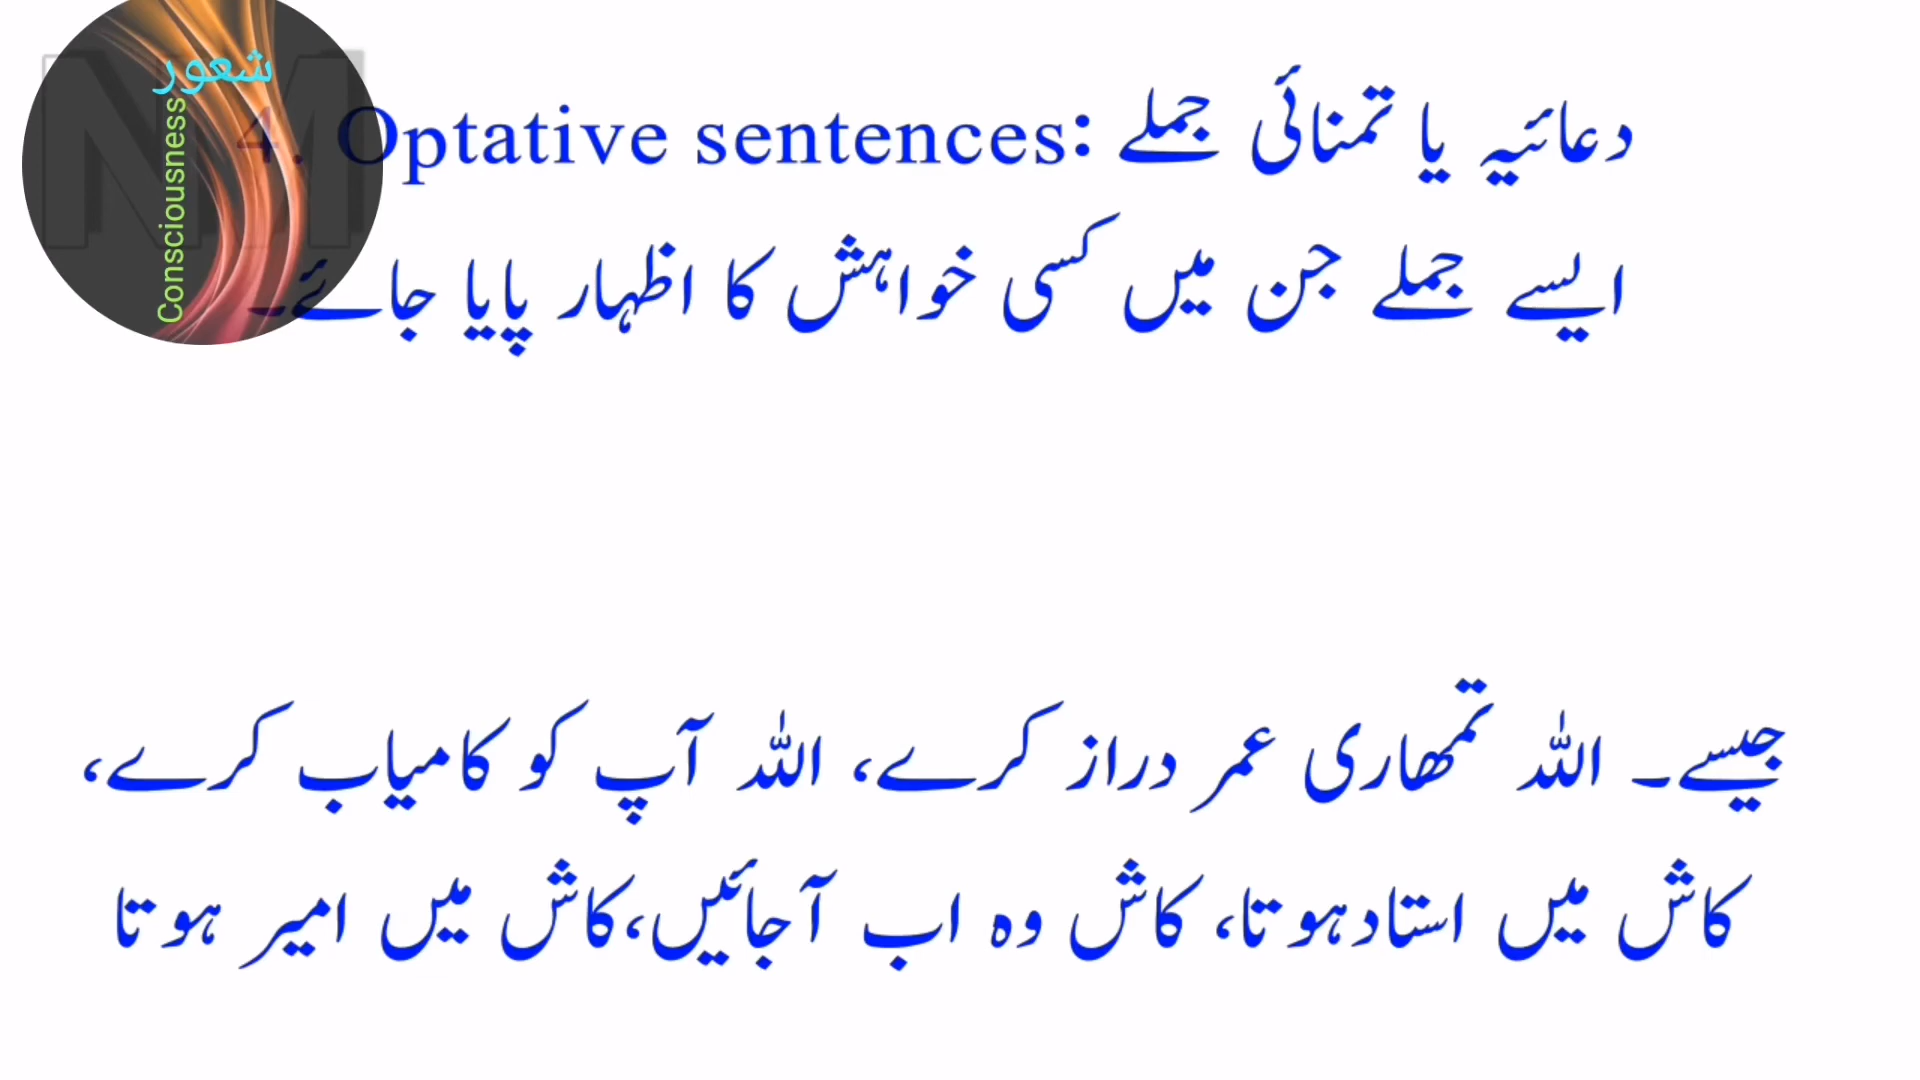 شعور
Consciousness
NM
4. Optative sentences: دعائیہ یا تمنائی جملے
ایسے جملے جن میں کسی خواہش کا اظہار پایا جائے۔
جیسے۔ اللہ تمھاری عمر دراز کرے، اللہ آپ کو کامیاب کرے،
کاش میں استادہوتا، کاش وہ اب آجائیں،کاش میں امیر ہوتا